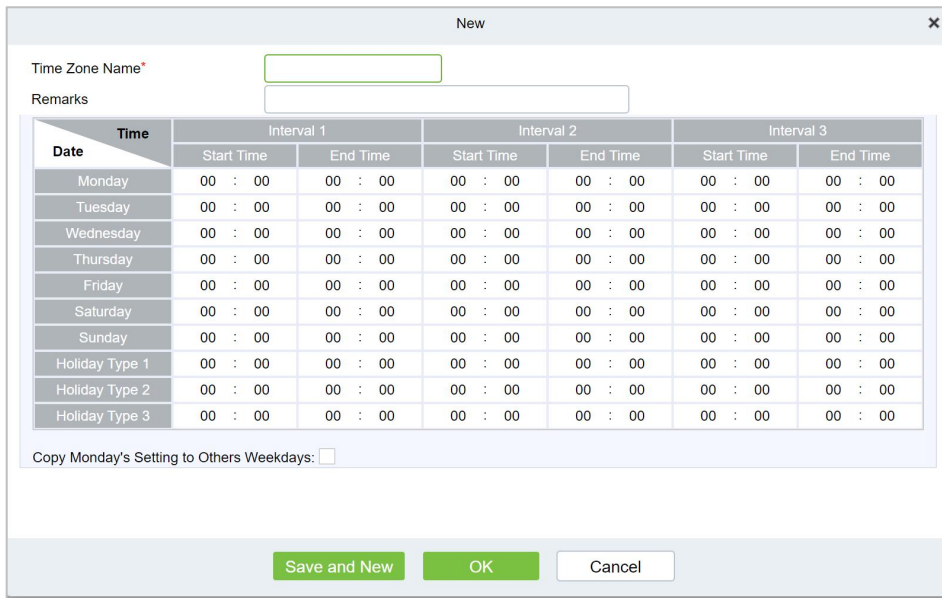 New ×
Time Zone Name*
Remarks
Time Interval 1 Interval 2 Interval 3
Date Start Time End Time Start Time End Time Start Time End Time
Monday 00 : 00 00 : 00 00 : 00 00 : 00 00 : 00 00 : 00
Tuesday 00 : 00 00 : 00 00 : 00 00 : 00 00 : 00 00 : 00
Wednesday 00 : 00 00 : 00 00 : 00 00 : 00 00 : 00 00 : 00
Thursday 00 : 00 00 : 00 00 : 00 00 : 00 00 : 00 00 : 00
Friday 00 : 00 00 : 00 00 : 00 00 : 00 00 : 00 00 : 00
Saturday 00 : 00 00 : 00 00 : 00 00 : 00 00 : 00 00 : 00
Sunday 00 : 00 00 : 00 00 : 00 00 : 00 00 : 00 00 : 00
Holiday Type 1 00 : 00 00 : 00 00 : 00 00 : 00 00 : 00 00 : 00
Holiday Type 2 00 : 00 00 : 00 00 : 00 00 : 00 00 : 00 00 : 00
Holiday Type 3 00 : 00 00 : 00 00 : 00 00 : 00 00 : 00 00 : 00
Copy Monday's Setting to Others Weekdays:
Save and New OK Cancel